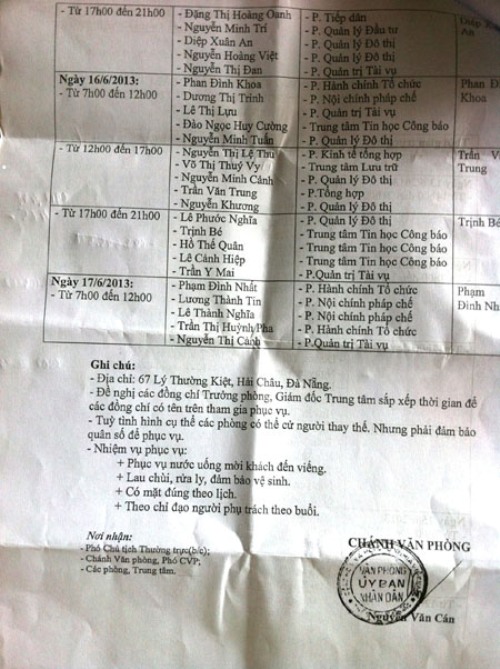 - Từ 17h00 đến 21h00
- Đặng Thị Hoàng Oanh
- Nguyễn Minh Trí
- Diệp Xuân An
- Nguyễn Hoàng Việt
- Nguyễn Thị Đan
- P. Tiếp dân
- P. Quản lý Đầu tư
- P. Quản lý Đô thị
- P. Quản lý Đô thị
- P. Quản trị Tài vụ
Diệp
An
Ngày 16/6/2013:
- Từ 7h00 đến 12h00
- Phan Đình Khoa
- Dương Thị Trinh
- Lê Thị Lựu
- Đào Ngọc Huy Cường
- Nguyễn Minh Tuấn
- P. Hành chính Tổ chức
- P. Nội chính pháp chế
- P. Quản trị Tài vụ
- Trung tâm Tin học Công báo
- P. Quản lý Đô thị
Phan Đ
Khoa
- Từ 12h00 đến 17h00
- Nguyễn Thị Lệ Thu
- Võ Thị Thuý Vy
- Nguyễn Minh Cảnh
- Trần Văn Trung
- Nguyễn Khương
- P. Kinh tế tổng hợp
- Trung tâm Lưu trữ
- P. Quản lý Đô thị
- P.Tổng hợp
- P. Quản lý Đô thị
Trần V
Trung
- Từ 17h00 đến 21h00
- Lê Phước Nghĩa
- Trịnh Bé
- Hồ Thế Quân
- Lê Cảnh Hiệp
- Trần Y Mai
- P. Quản lý Đô thị
- Trung tâm Tin học Công báo
- Trung tâm Tin học Công báo
- Trung tâm Tin học Công báo
- P.Quản trị Tài vụ
Trịnh Bé
Ngày 17/6/2013:
- Từ 7h00 đến 12h00
- Phạm Đình Nhất
- Lương Thành Tín
- Lê Thành Nghĩa
- Trần Thị Huỳnh Pha
- Nguyễn Thị Cảnh
- P. Hành chính Tổ chức
- P. Nội chính pháp chế
- P. Quản lý Đô thị
- P. Hành chính Tổ chức
- P.Quản trị Tài vụ
Phạm
Đình Nh
Ghi chú:
- Địa chỉ: 67 Lý Thường Kiệt, Hải Châu, Đà Nẵng.
- Đề nghị các đồng chí Trưởng phòng, Giám đốc Trung tâm sắp xếp thời gian để
các đồng chí có tên trên tham gia phục vụ.
- Tuỳ tình hình cụ thể các phòng có thể cử người thay thế. Nhưng phải đảm bảo
quân số để phục vụ.
- Nhiệm vụ phục vụ:
+ Phục vụ nước uống mời khách đến viếng.
+ Lau chùi, rửa ly, đảm bảo vệ sinh.
+ Có mặt đúng theo lịch.
+ Theo chỉ đạo người phụ trách theo buổi.
Nơi nhận:
- Phó Chủ tịch Thường trực(b/c);
- Chánh Văn phòng, Phó CVP;
- Các phòng, Trung tâm.
CHÁNH VĂN PHÒNG
VĂN PHÒNG
ỦY BAN
NHÂN DÂN
Nguyễn Văn Cán